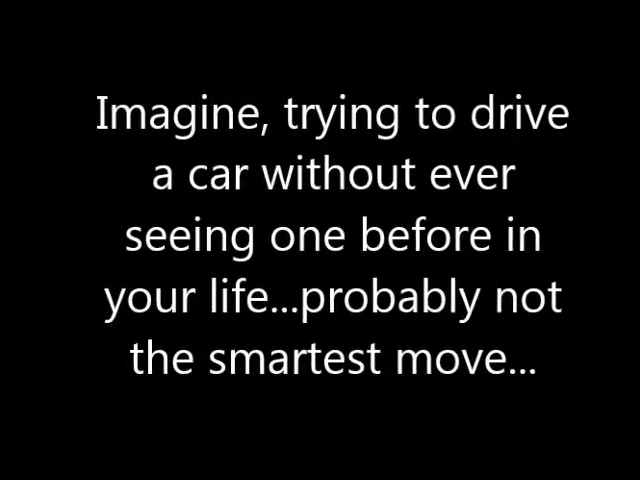 Imagine, trying to drive
a car without ever
seeing one before in
your life...probably not
the smartest move...